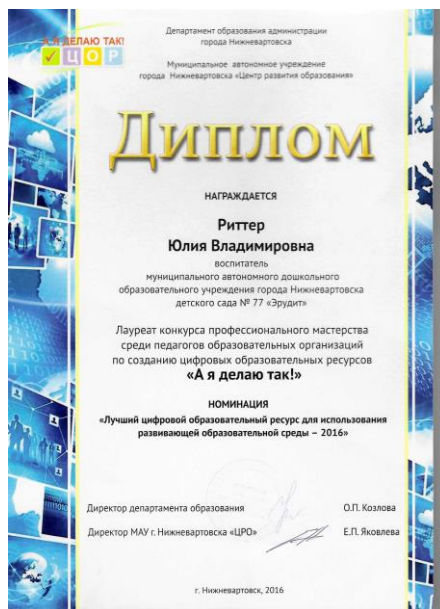 А Я ДЕЛАЮ ТАК!
ЦОР
Департамент образования администрации
города Нижневартовска
Муниципальное автономное учреждение
города Нижневартовска «Центр развития образования»
Диплом
НАГРАЖДАЕТСЯ
Риттер
Юлия Владимировна
воспитатель
муниципального автономного дошкольного
образовательного учреждения города Нижневартовска
детского сада № 77 «Эрудит»
Лауреат конкурса профессионального мастерства
среди педагогов образовательных организаций
по созданию цифровых образовательных ресурсов
«А я делаю так!»
НОМИНАЦИЯ
«Лучший цифровой образовательный ресурс для использования
развивающей образовательной среды – 2016»
Директор департамента образования О.П. Козлова
Директор МАУ г. Нижневартовска «ЦРО» Е.П. Яковлева
г. Нижневартовск, 2016